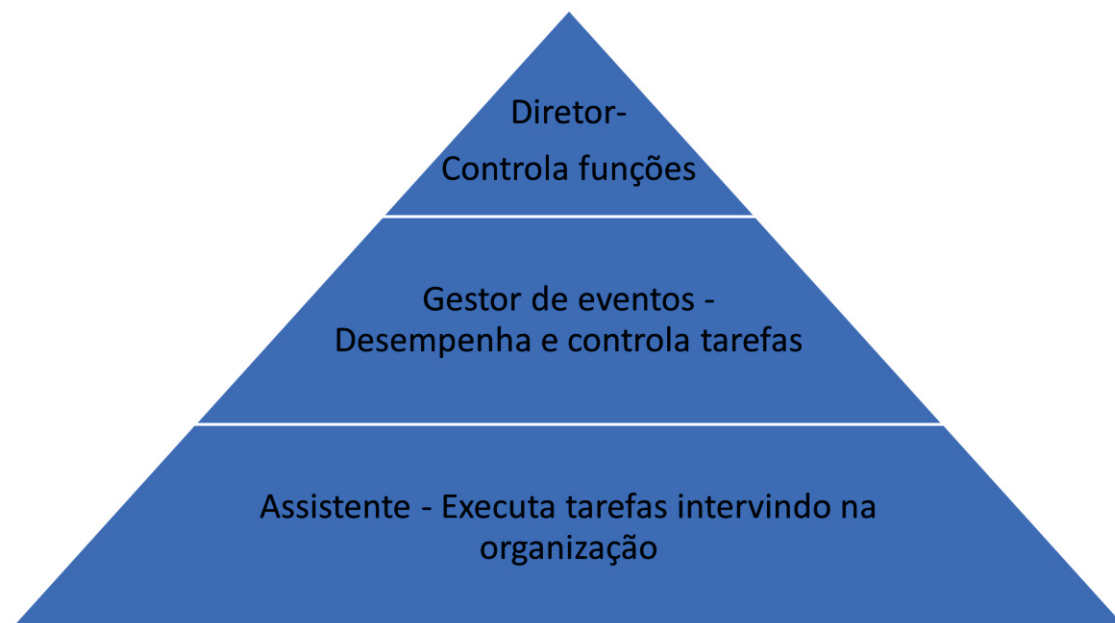 Diretor-
Controla funções
Gestor de eventos -
Desempenha e controla tarefas
Assistente - Executa tarefas intervindo na
organização